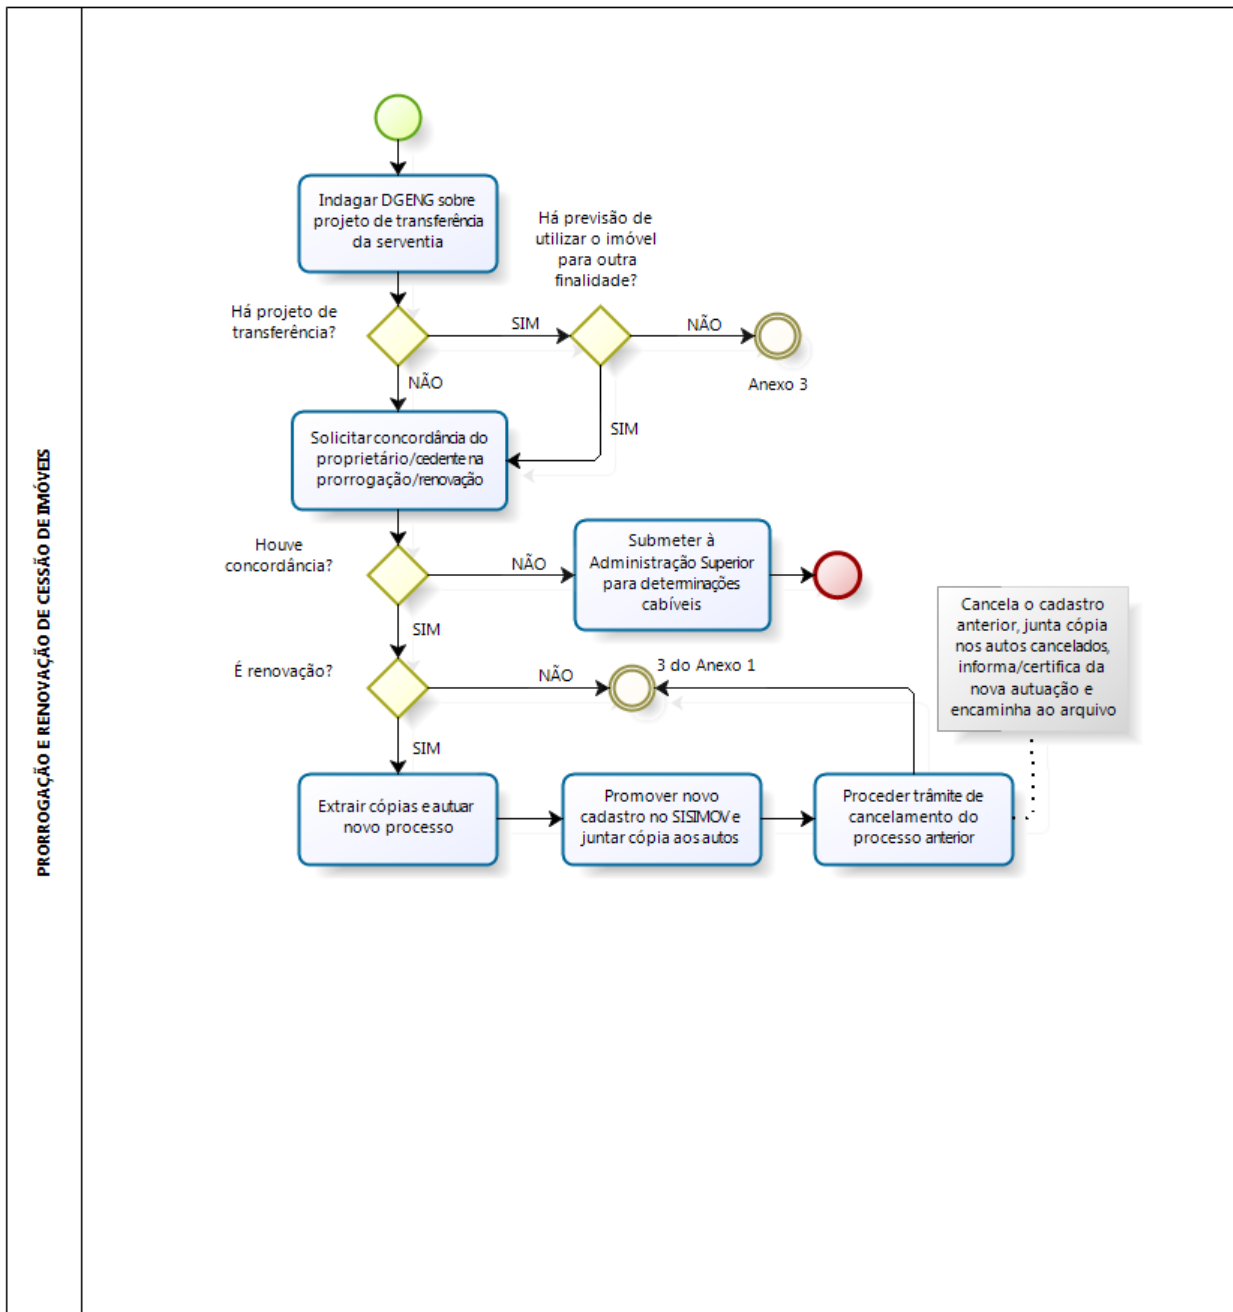 PRORROGAÇÃO E RENOVAÇÃO DE CESSÃO DE IMÓVEIS
Indagar DGENG sobre
projeto de transferência
da serventia
Há previsão de
utilizar o imóvel
para outra
finalidade?
Há projeto de
transferência?
SIM
NÃO
Anexo 3
NÃO
SIM
Solicitar concordância do
proprietário/cedente na
prorrogação/renovação
Houve
concordância?
NÃO
Submeter à
Administração Superior
para determinações
cabíveis
SIM
Cancela o cadastro
anterior, junta cópia
nos autos cancelados,
informa/certifica da
nova autuação e
encaminha ao arquivo
É renovação?
NÃO
3 do Anexo 1
SIM
Extrair cópias e autuar
novo processo
Promover novo
cadastro no SISIMOV e
juntar cópia aos autos
Proceder trâmite de
cancelamento do
processo anterior